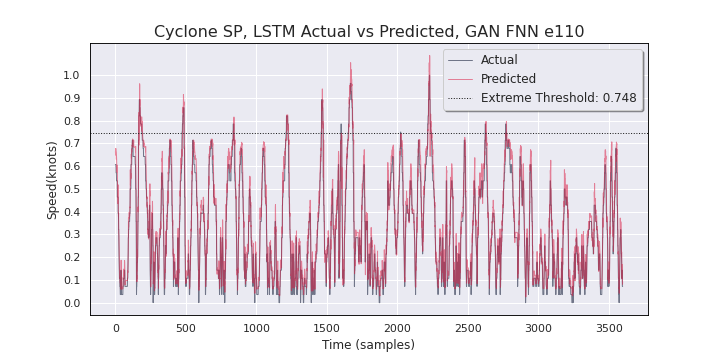 Cyclone SP, LSTM Actual vs Predicted, GAN FNN e110
Actual
Predicted
Extreme Threshold: 0.748
1.0
0.9
0.8
0.7
0.6
0.5
0.4
0.3
0.2
0.1
0.0
Speed(knots)
0 500 1000 1500 2000 2500 3000 3500
Time (samples)